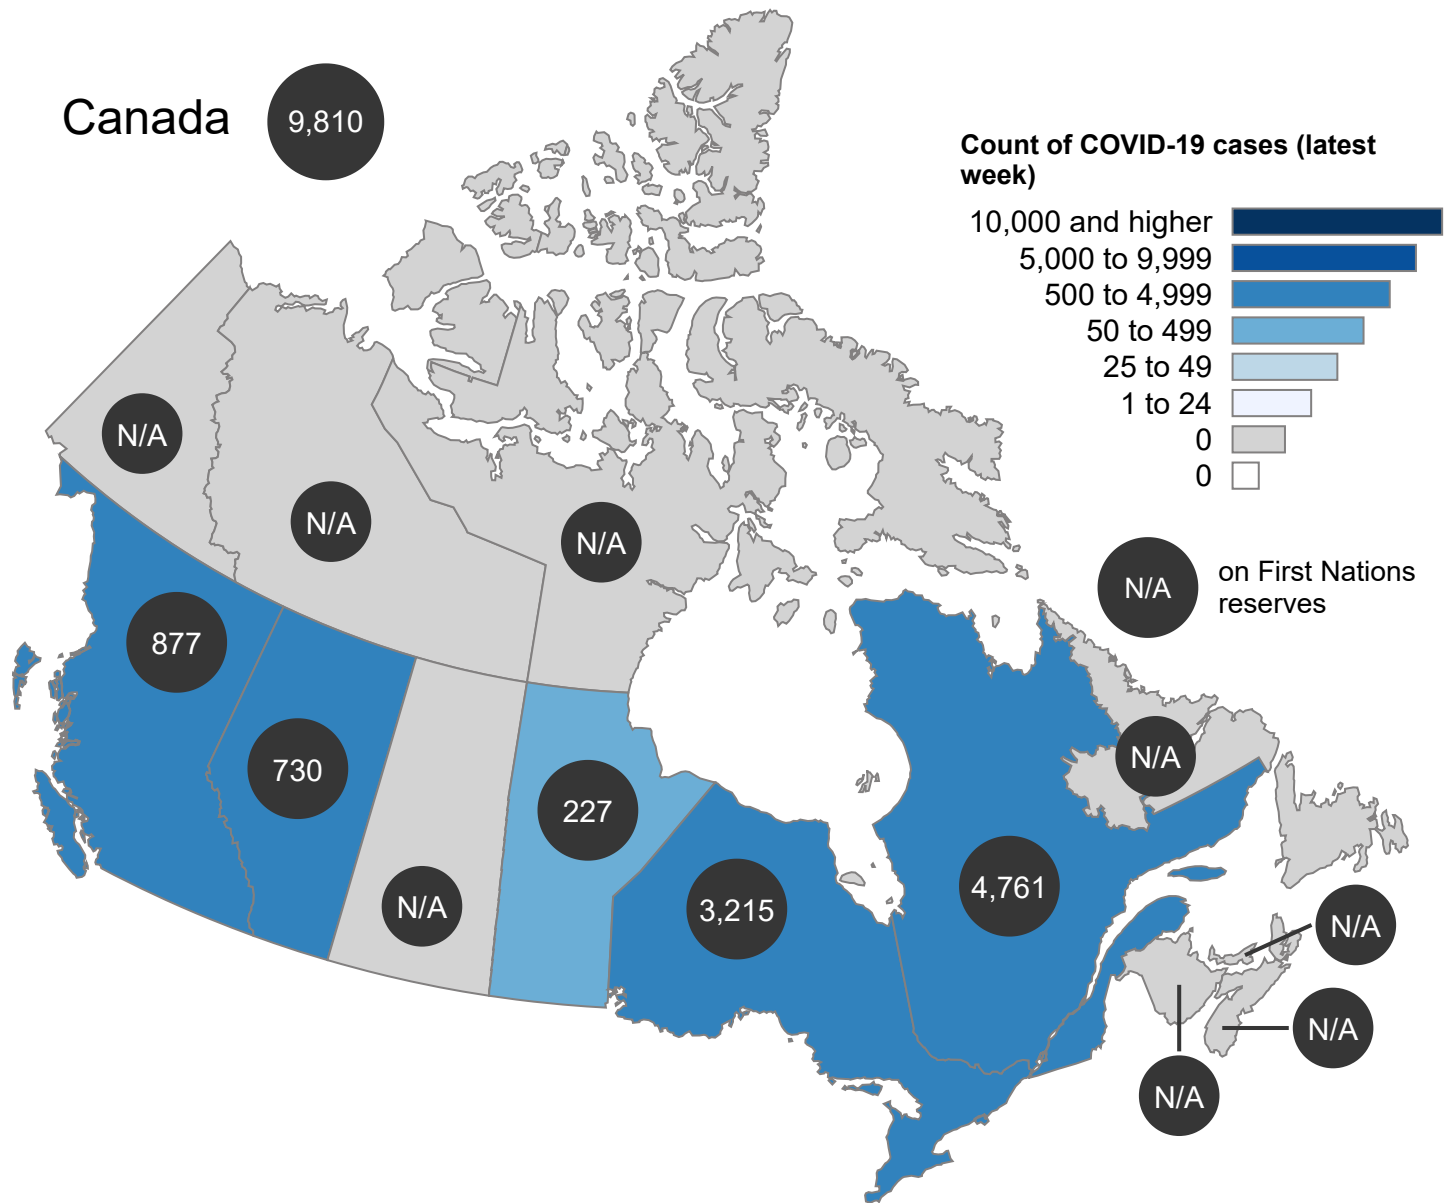 Canada
9,810
Count of COVID-19 cases (latest
week)
10,000 and higher
5,000 to 9,999
500 to 4,999
50 to 499
25 to 49
1 to 24
0
0
N/A
N/A
N/A
N/A
on First Nations
reserves
877
730
N/A
227
N/A
3,215
4,761
N/A
N/A
N/A